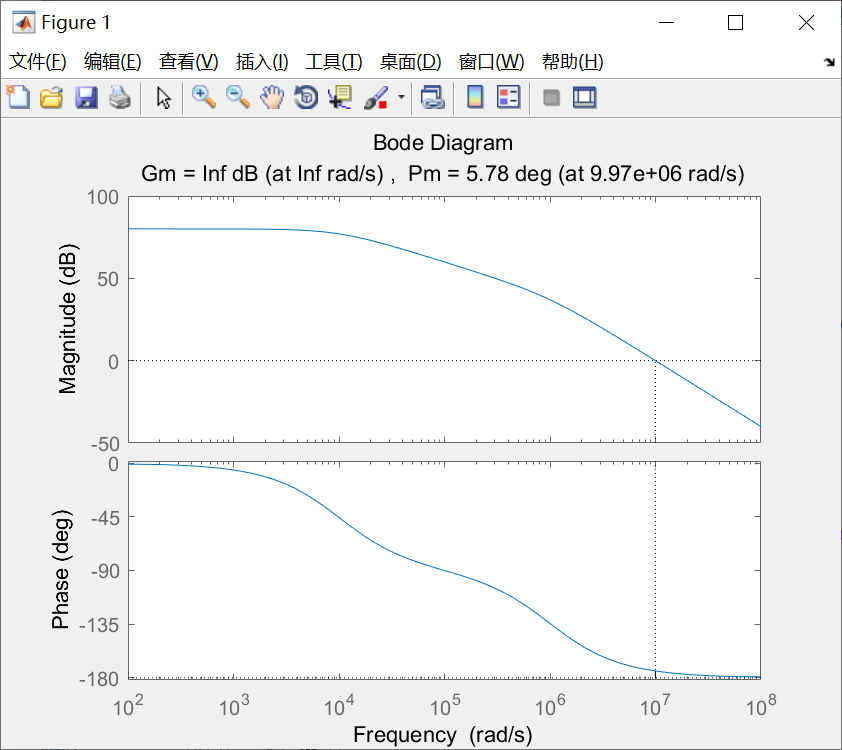 Figure 1
文件(F) 编辑(E) 查看(V) 插入(I) 工具(T) 桌面(D) 窗口(W) 帮助(H)
Bode Diagram
Gm = Inf dB (at Inf rad/s) ,  Pm = 5.78 deg (at 9.97e+06 rad/s)
Magnitude (dB)
100
50
0
-50
Phase (deg)
0
-45
-90
-135
-180
10^2 10^3 10^4 10^5 10^6 10^7 10^8
Frequency  (rad/s)